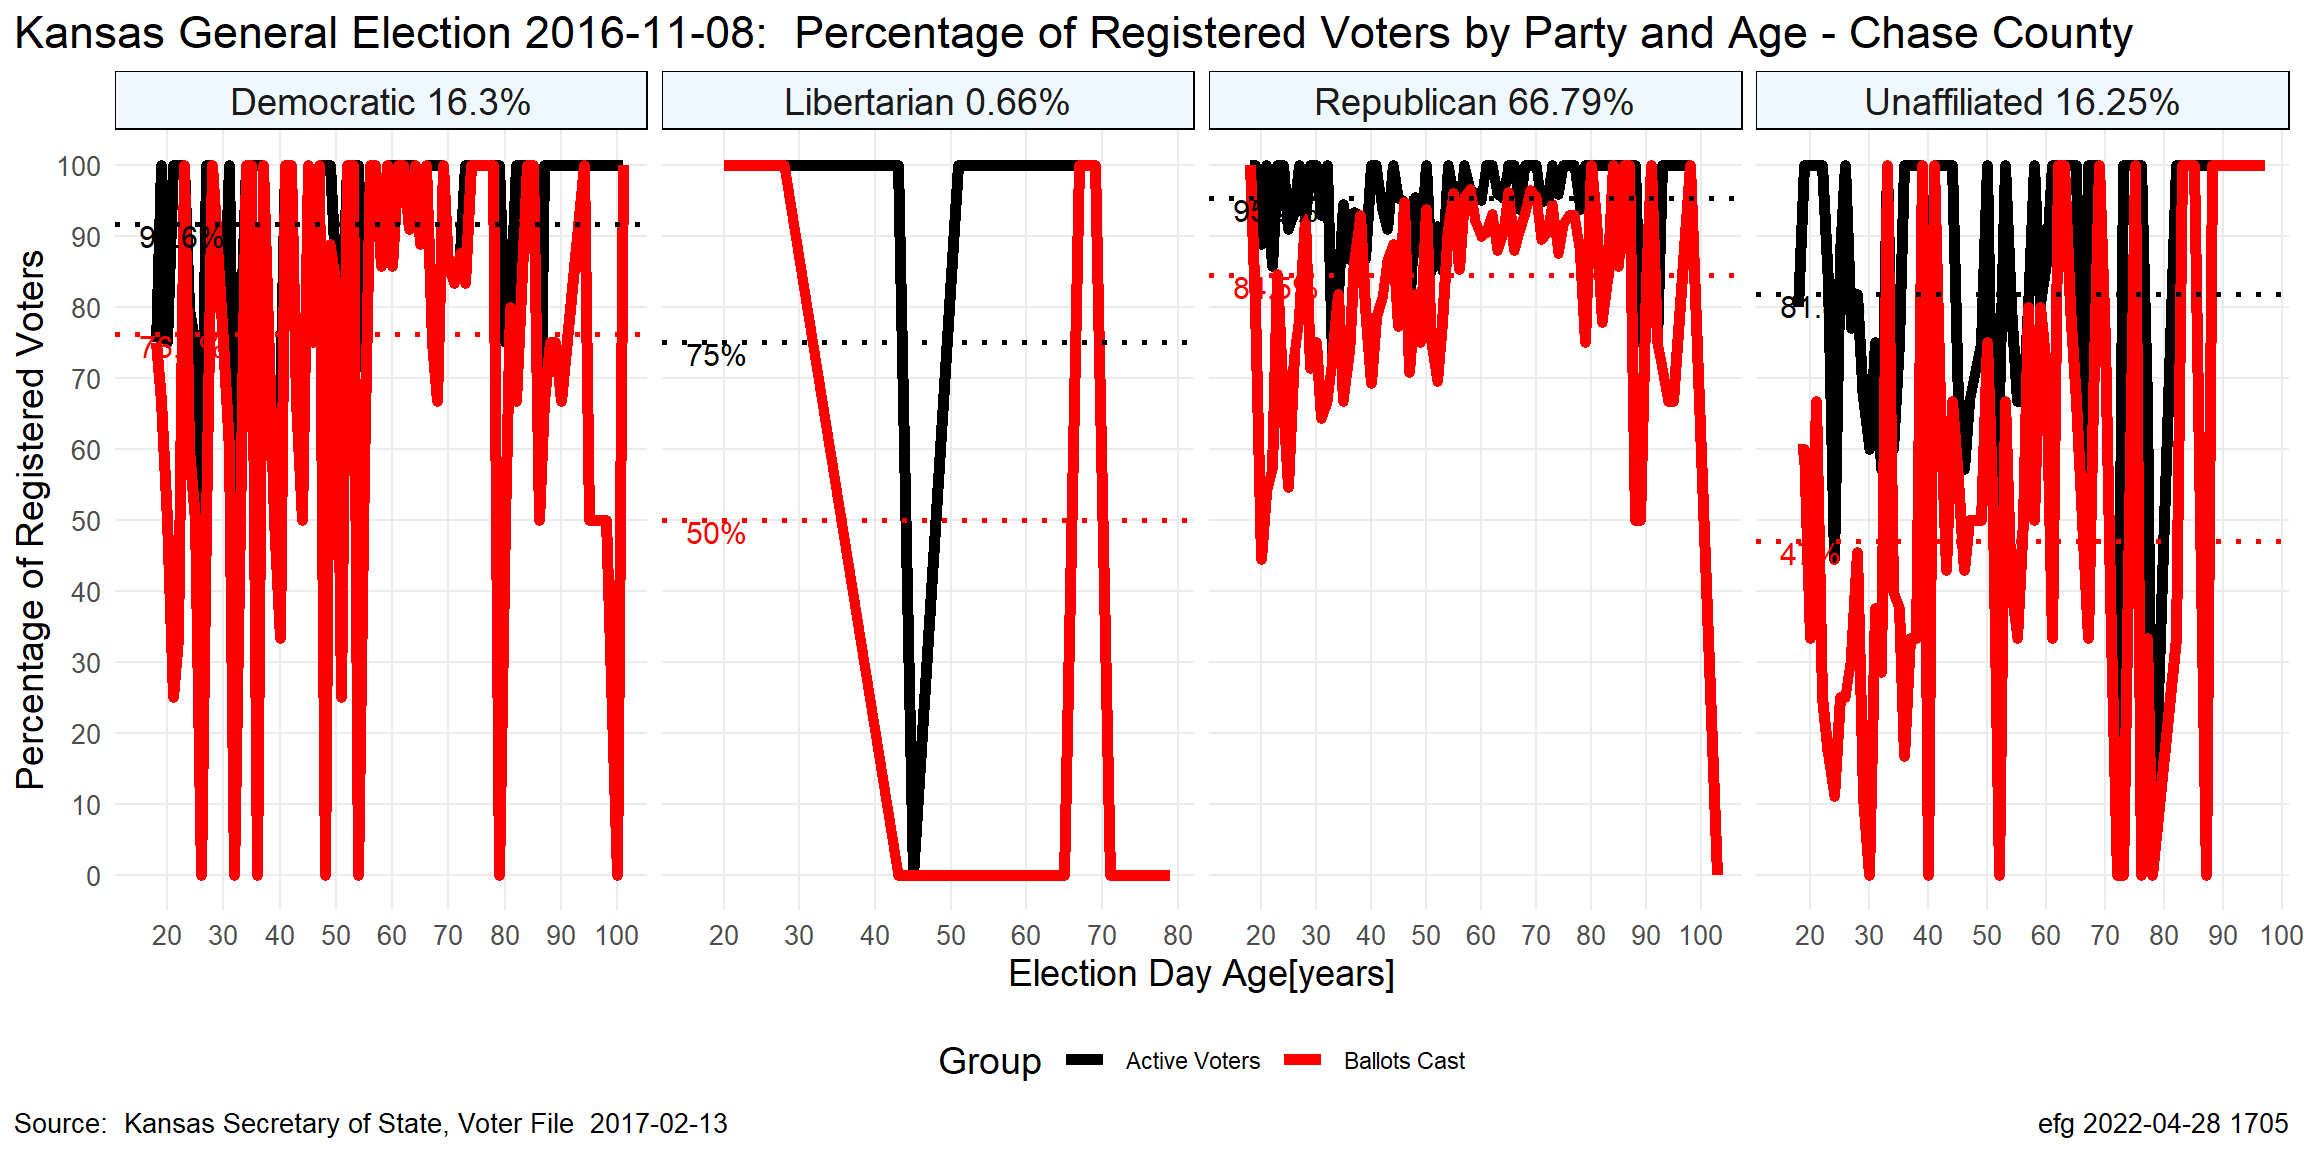 Kansas General Election 2016-11-08:  Percentage of Registered Voters by Party and Age - Chase County
Democratic 16.3%
Libertarian 0.66%
Republican 66.79%
Unaffiliated 16.25%
Percentage of Registered Voters
100
90
80
70
60
50
40
30
20
10
0
75%
50%
84.5%
20 30 40 50 60 70 80 90 100
20 30 40 50 60 70 80
20 30 40 50 60 70 80 90 100
20 30 40 50 60 70 80 90 100
Election Day Age[years]
Group Active Voters Ballots Cast
Source:  Kansas Secretary of State, Voter File  2017-02-13
efg 2022-04-28 1705